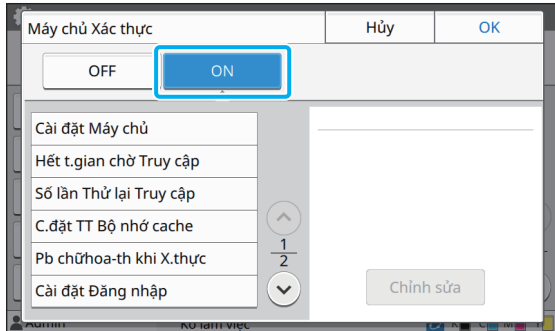 Máy chủ Xác thực
Hủy
OK
OFF
ON
Cài đặt Máy chủ
Hết t.gian chờ Truy cập
Số lần Thử lại Truy cập
C.đặt TT Bộ nhớ cache
Pb chữhoa-th khi X.thực
Cài đặt Đăng nhập
1
2
Chỉnh sửa
Admin
K
C
M